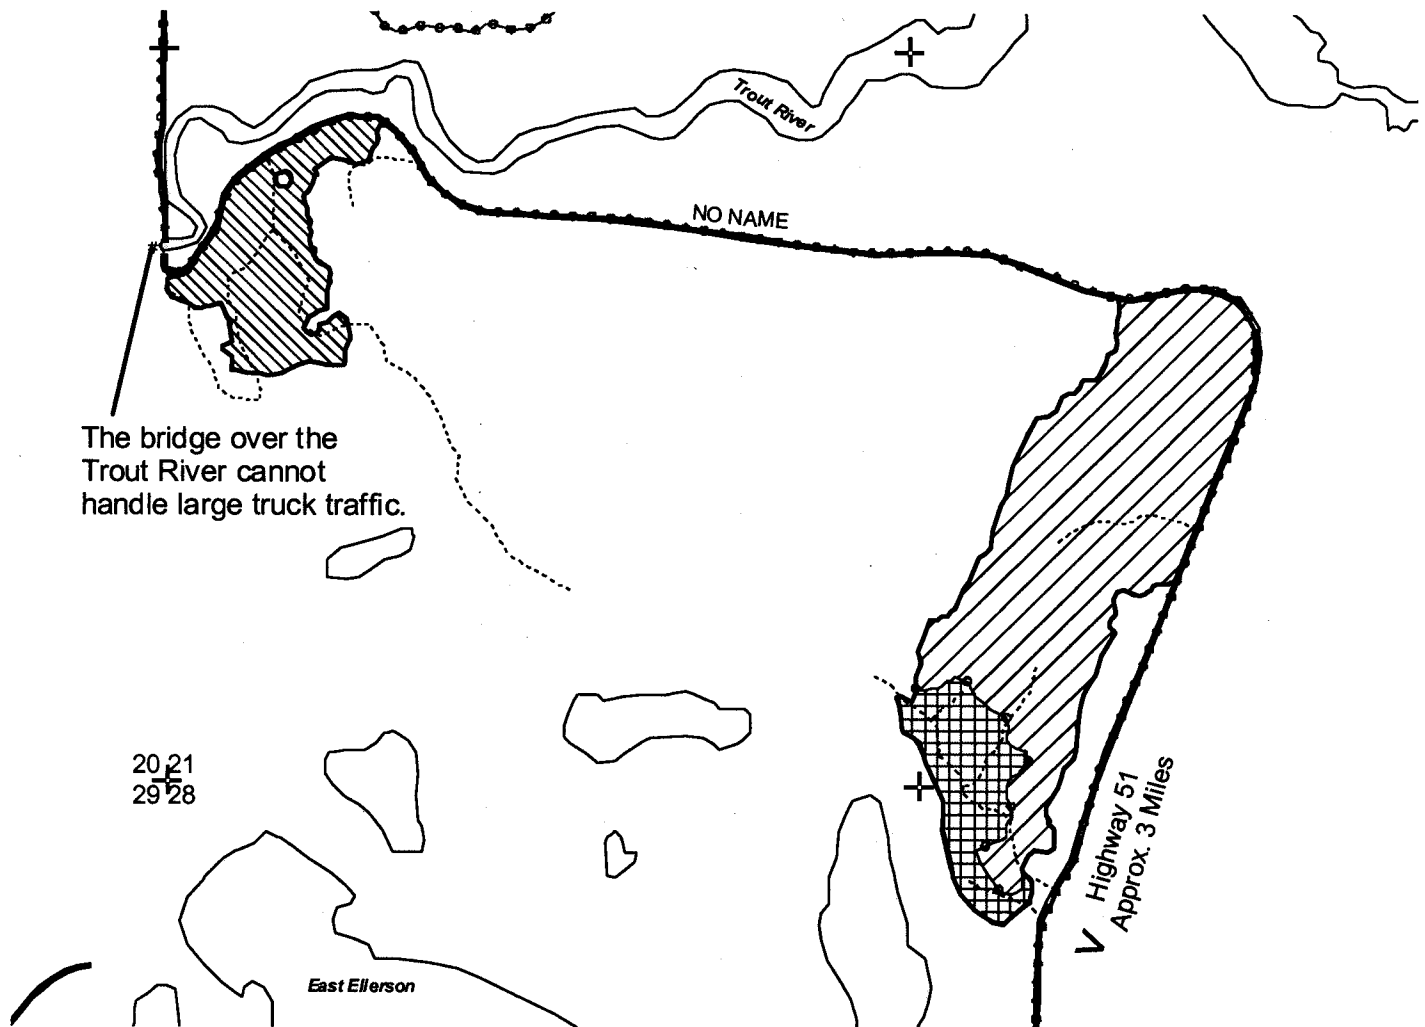 Trout River
NO NAME
The bridge over the
Trout River cannot
handle large truck traffic.
20 21
29 28
Highway 51
Approx. 3 Miles
East Ellerson